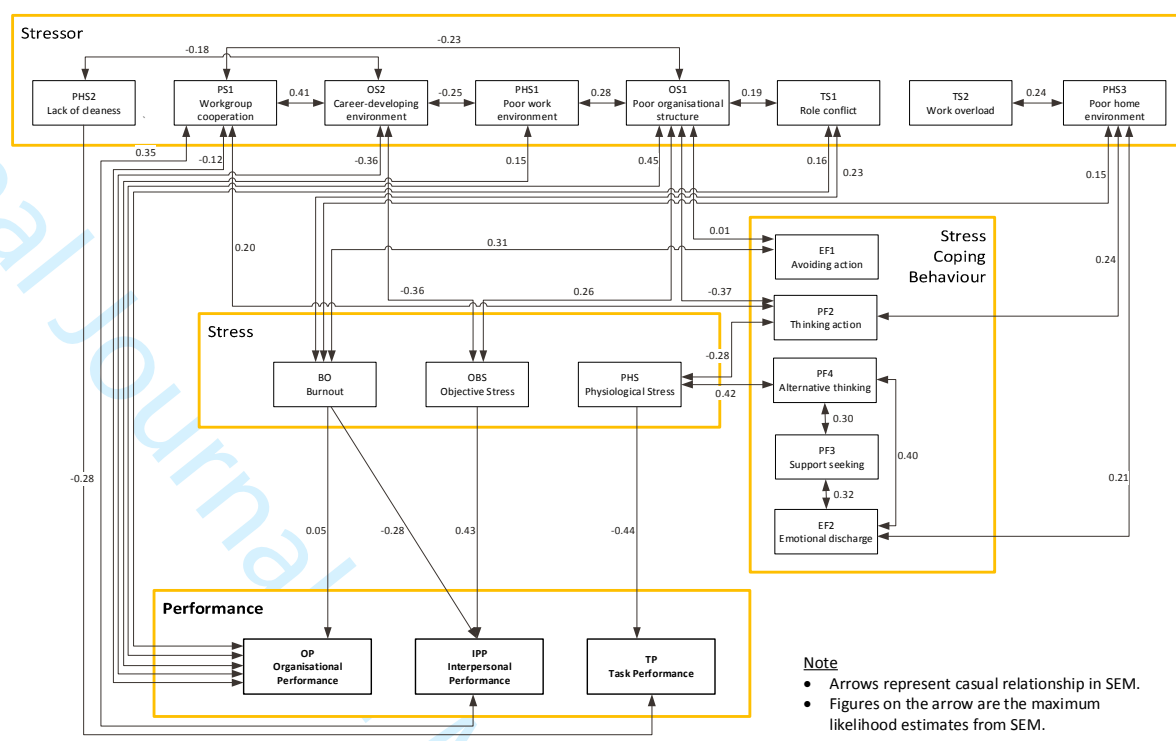 Stressor
-0.23
-0.18
PHS2
Lack of cleaness
PS1
Workgroup
cooperation
0.41
OS2
Career-developing
environment
-0.25
PHS1
Poor work
environment
0.28
OS1
Poor organisational
structure
0.19
TS1
Role conflict
TS2
Work overload
0.24
PHS3
Poor home
environment
0.35
-0.12
-0.36
0.15
0.45
0.16
0.23
0.15
0.20
0.31
0.01
-0.36
0.26
-0.37
0.24
Stress
Coping
Behaviour
EF1
Avoiding action
PF2
Thinking action
PF4
Alternative thinking
0.30
PF3
Support seeking
0.32
EF2
Emotional discharge
0.40
0.21
Stress
BO
Burnout
OBS
Objective Stress
PHS
Physiological Stress
-0.28
0.42
-0.28
0.05
-0.28
0.43
-0.44
Performance
OP
Organisational
Performance
IPP
Interpersonal
Performance
TP
Task Performance
Note
• Arrows represent casual relationship in SEM.
• Figures on the arrow are the maximum
likelihood estimates from SEM.
Journal